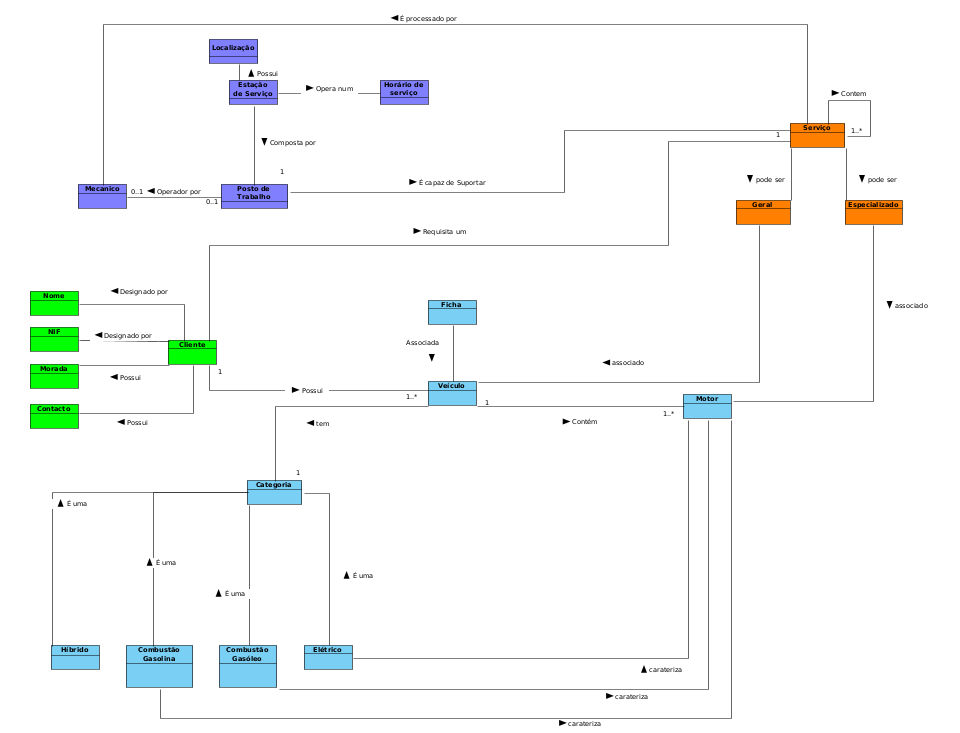 É processado por
Localização
Possui
Estação
de Serviço
Opera num
Horário de
serviço
Contem
Serviço
1..*
1
Composta por
1
É capaz de Suportar
pode ser
pode ser
Mecanico
0..1
Operador por
0..1
Posto de
Trabalho
Geral
Especializado
Requisita um
Designado por
Nome
Ficha
associado
NIF
Designado por
Cliente
Associada
Morada
Possui
1
associado
Contacto
Possui
Possui
Veículo
1..*
1
Motor
1..*
tem
Contém
1
Categoria
É uma
É uma
É uma
É uma
Híbrido
Combustão
Gasolina
Combustão
Gasóleo
Elétrico
carateriza
carateriza
carateriza